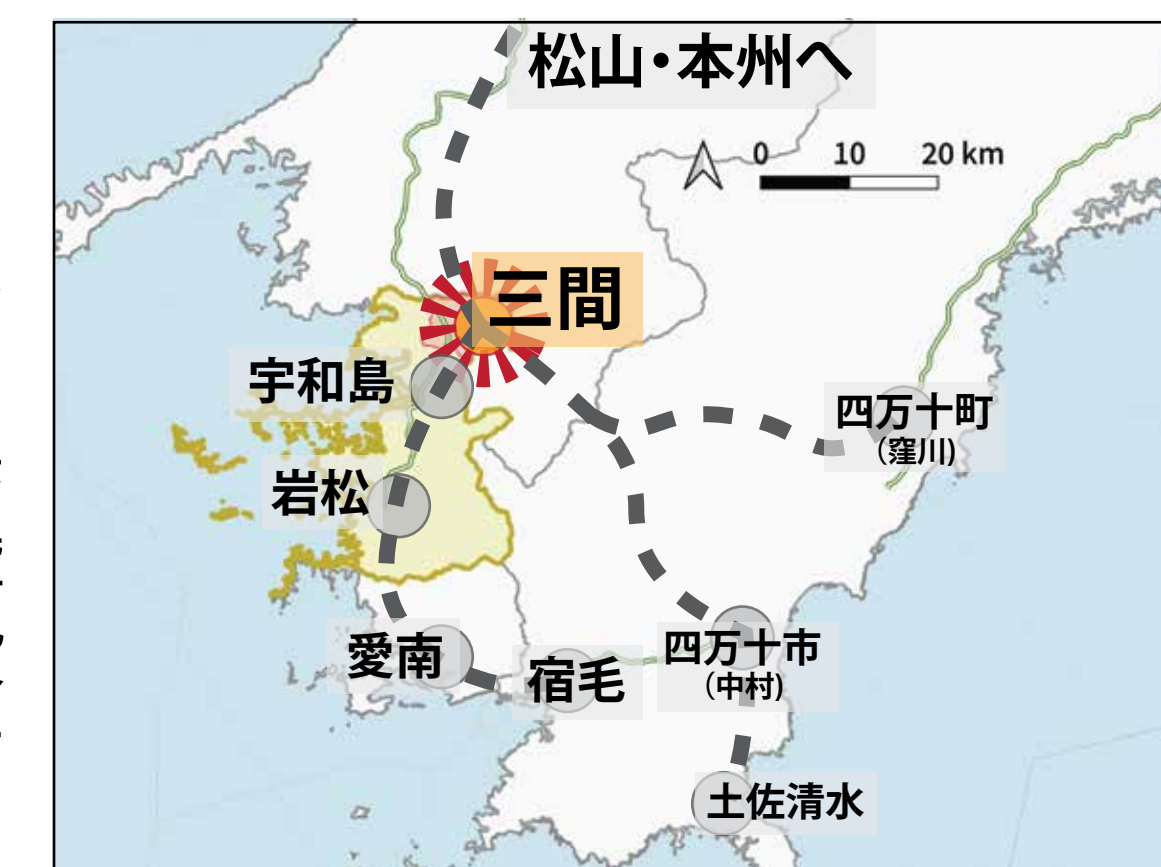 松山・本州へ
0 10 20 km
三間
宇和島
四万十町
（窪川）
岩松
愛南
宿毛
四万十市
（中村）
土佐清水